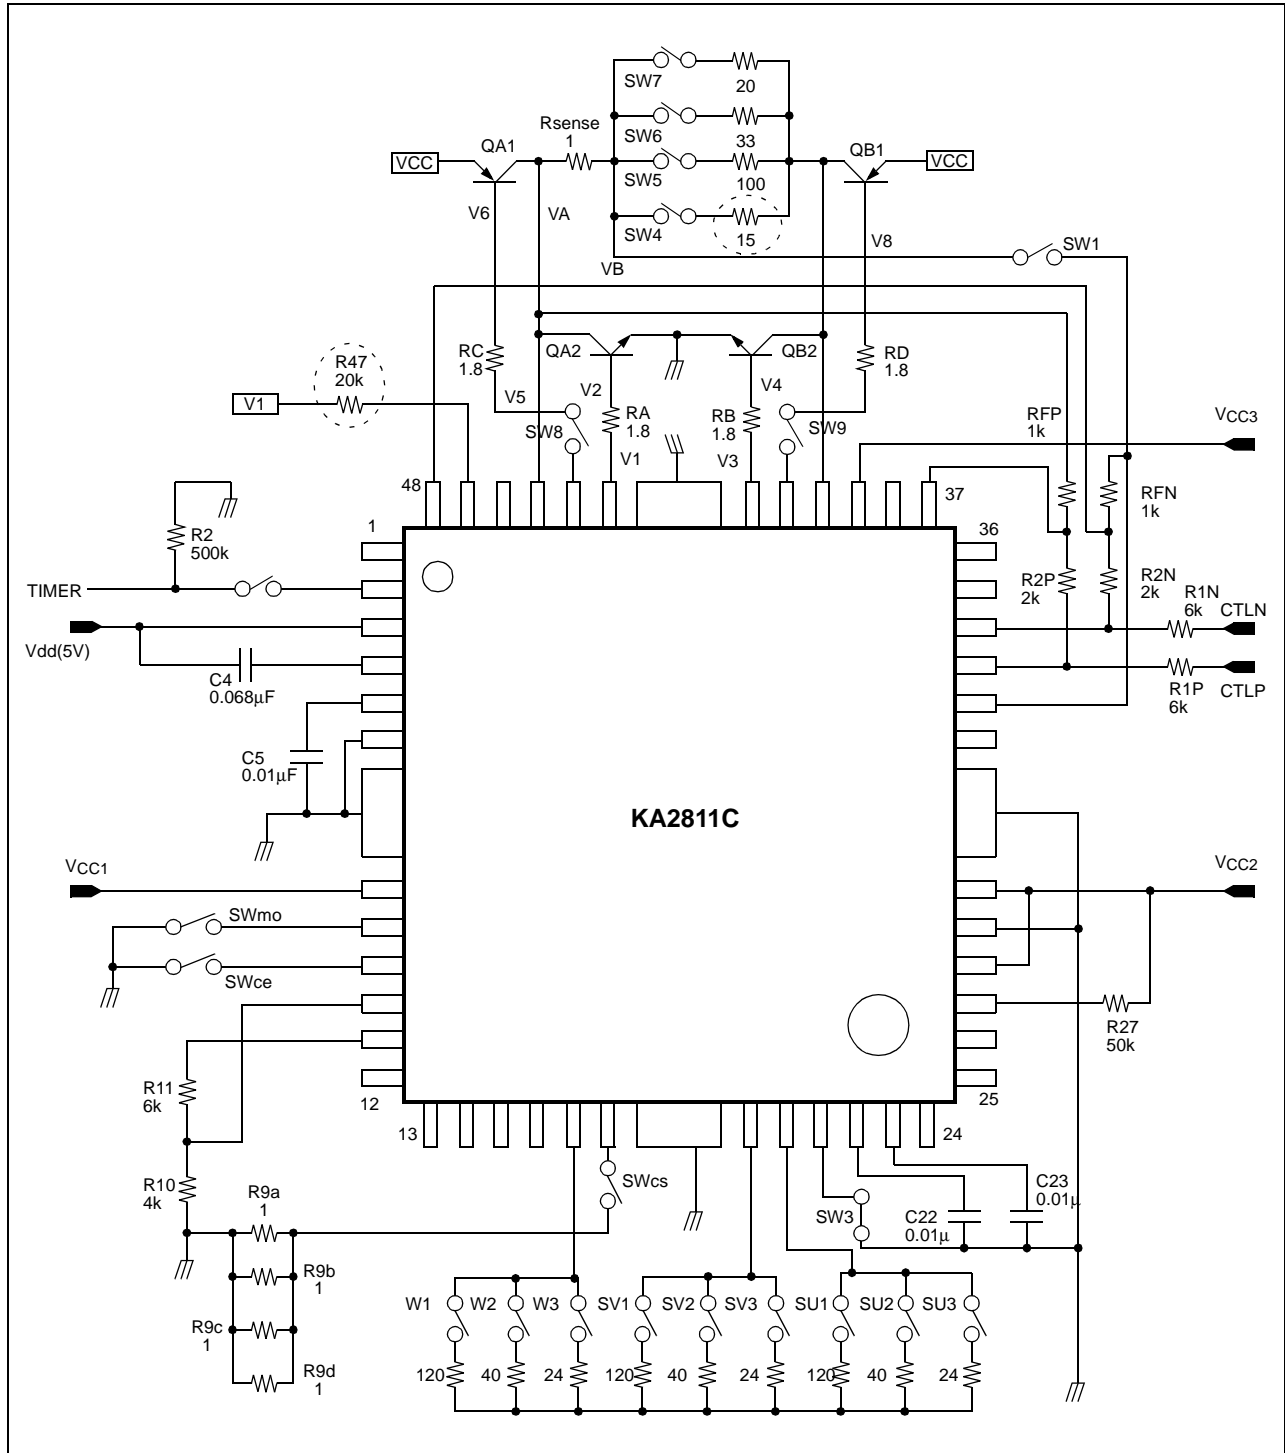 SW7
20
SW6
33
Rsense
1
QA1
QB1
VCC
VCC
SW5
100
V6
VA
SW4
15
V8
VB
SW1
RC
1.8
QA2
QB2
RD
1.8
R47
20k
V2
V4
V5
V1
RA
1.8
RB
1.8
SW8
SW9
RFP
1k
VCC3
V1
V3
48
37
RFN
1k
1
36
R2
500k
TIMER
R2P
2k
R2N
2k
R1N
6k
CTLN
Vdd(5V)
C4
0.068μF
R1P
6k
CTLP
C5
0.01μF
KA2811C
VCC1
VCC2
SWmo
SWce
R27
50k
R11
6k
12
25
13
24
R10
4k
R9a
1
SWcs
SW3
C22
0.01μ
C23
0.01μ
R9b
1
R9c
1
R9d
1
W1
W2
W3
SV1
SV2
SV3
SU1
SU2
SU3
120
40
24
120
40
24
120
40
24